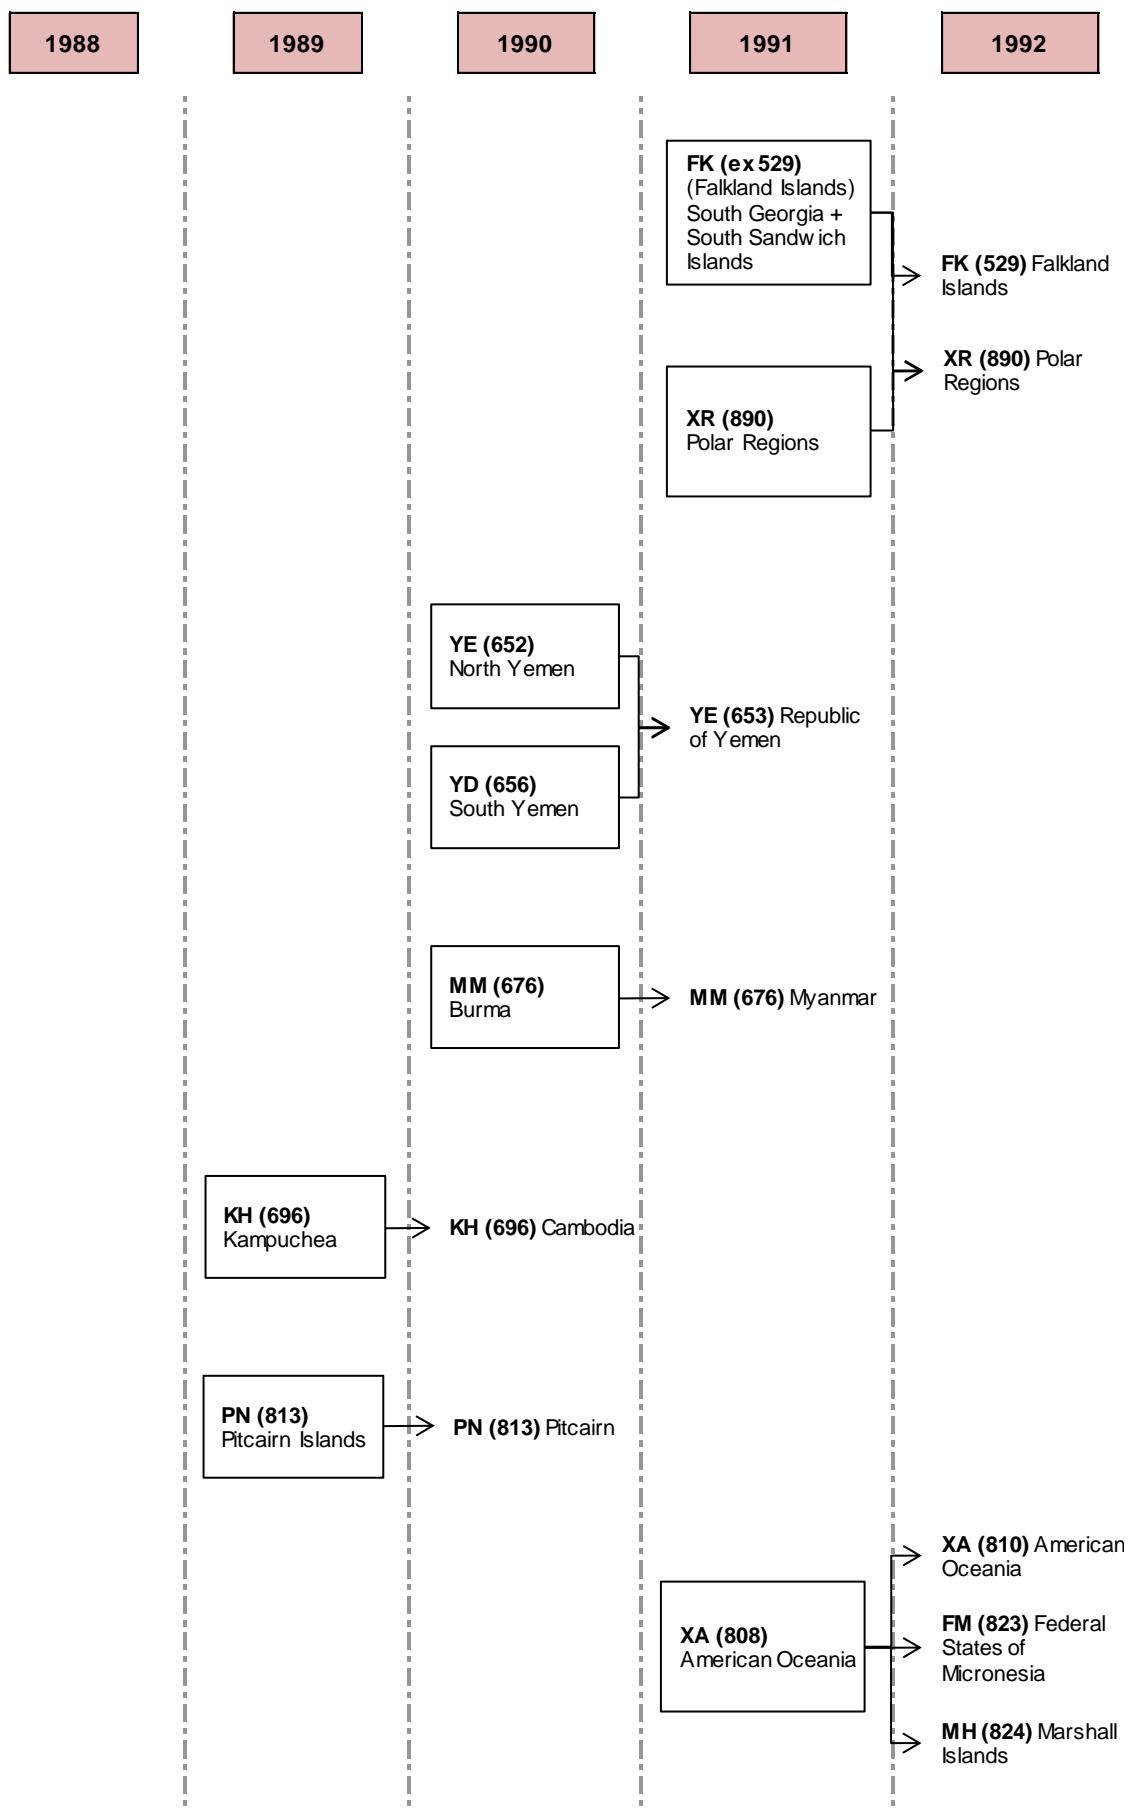 1988
1989
1990
1991
1992
FK (ex 529)
(Falkland Islands)
South Georgia +
South Sandwich
Islands
FK (529) Falkland
Islands
XR (890) Polar
Regions
XR (890)
Polar Regions
YE (652)
North Yemen
YE (653) Republic
of Yemen
YD (656)
South Yemen
MM (676)
Burma
MM (676) Myanmar
KH (696)
Kampuchea
KH (696) Cambodia
PN (813)
Pitcairn Islands
PN (813) Pitcairn
XA (808)
American Oceania
XA (810) American
Oceania
FM (823) Federal
States of
Micronesia
MH (824) Marshall
Islands